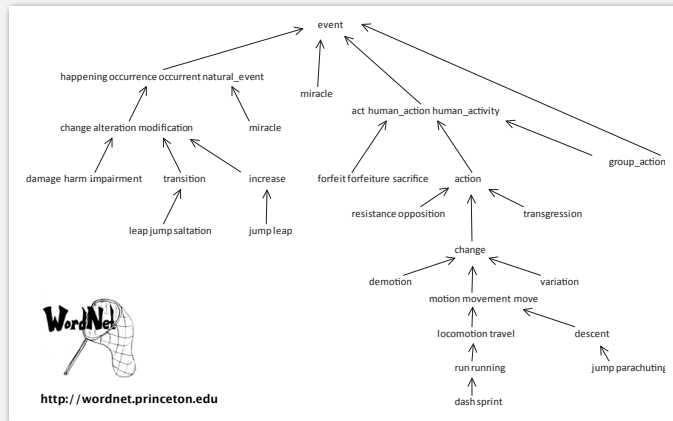 event
happening occurrence occurrent natural_event
miracle
act human_action human_activity
change alteration modification
miracle
group_action
damage harm impairment
transition
increase
forfeit forfeiture sacrifice
action
resistance opposition
transgression
leap jump saltation
jump leap
change
demotion
variation
motion movement move
WordNet
locomotion travel
descent
run running
jump parachuting
http://wordnet.princeton.edu
dash sprint